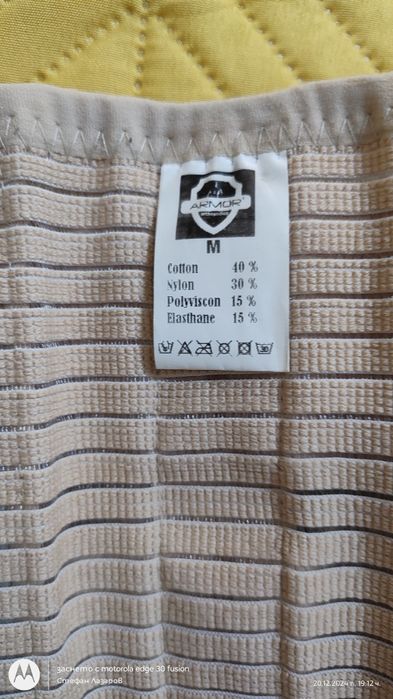 ARMOR
orthopedics
M
Cotton 40 %
Nylon 30 %
Polyviscon 15 %
Elasthane 15 %
заснето с motorola edge 30 fusion
Стефан Лазаров
20.12.2024 г., 19:12 ч.